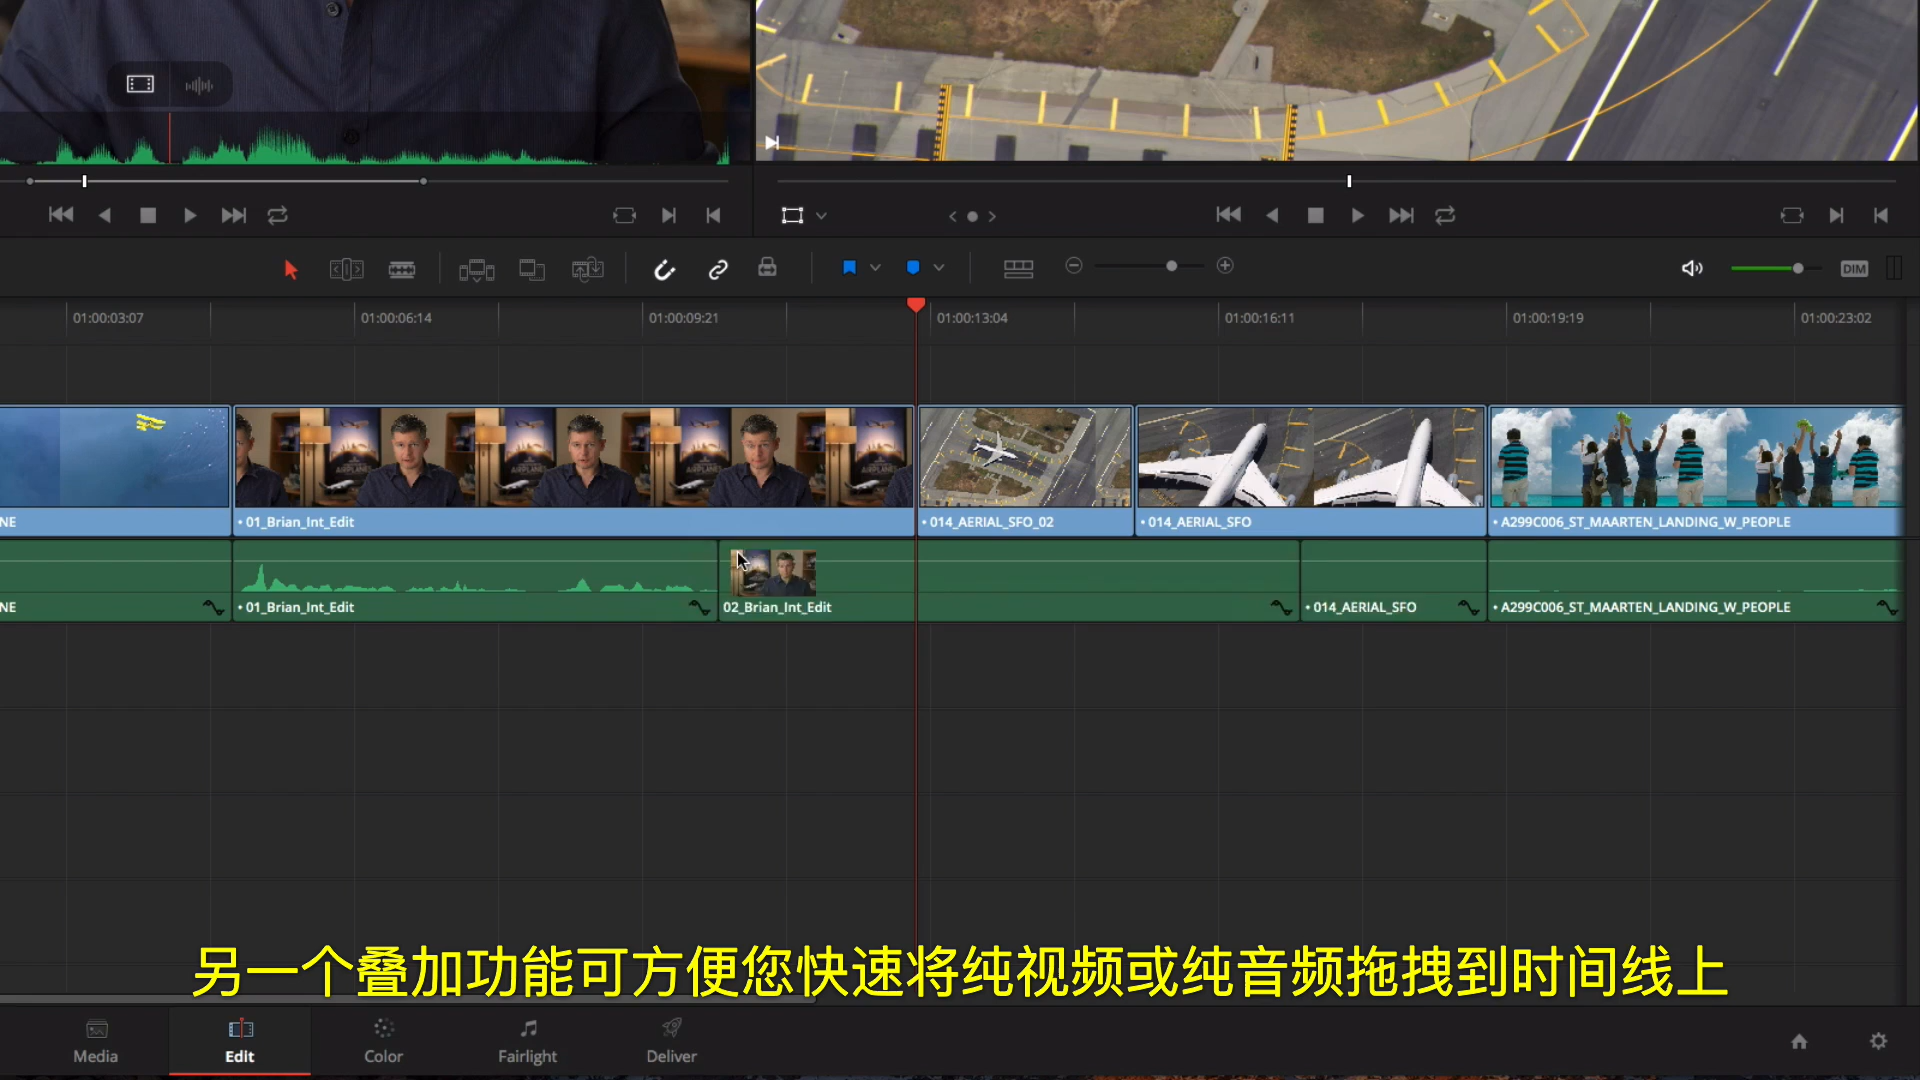 DIM
01:00:03:07 01:00:06:14 01:00:09:21 01:00:13:04 01:00:16:11 01:00:19:19 01:00:23:02
AIRPLANES AIRPLANES
NE • 01_Brian_Int_Edit • 014_AERIAL_SFO_02 • 014_AERIAL_SFO • A299C006_ST_MAARTEN_LANDING_W_PEOPLE
NE • 01_Brian_Int_Edit 02_Brian_Int_Edit • 014_AERIAL_SFO • A299C006_ST_MAARTEN_LANDING_W_PEOPLE
另一个叠加功能可方便您快速将纯视频或纯音频拖拽到时间线上
Media Edit Color Fairlight Deliver